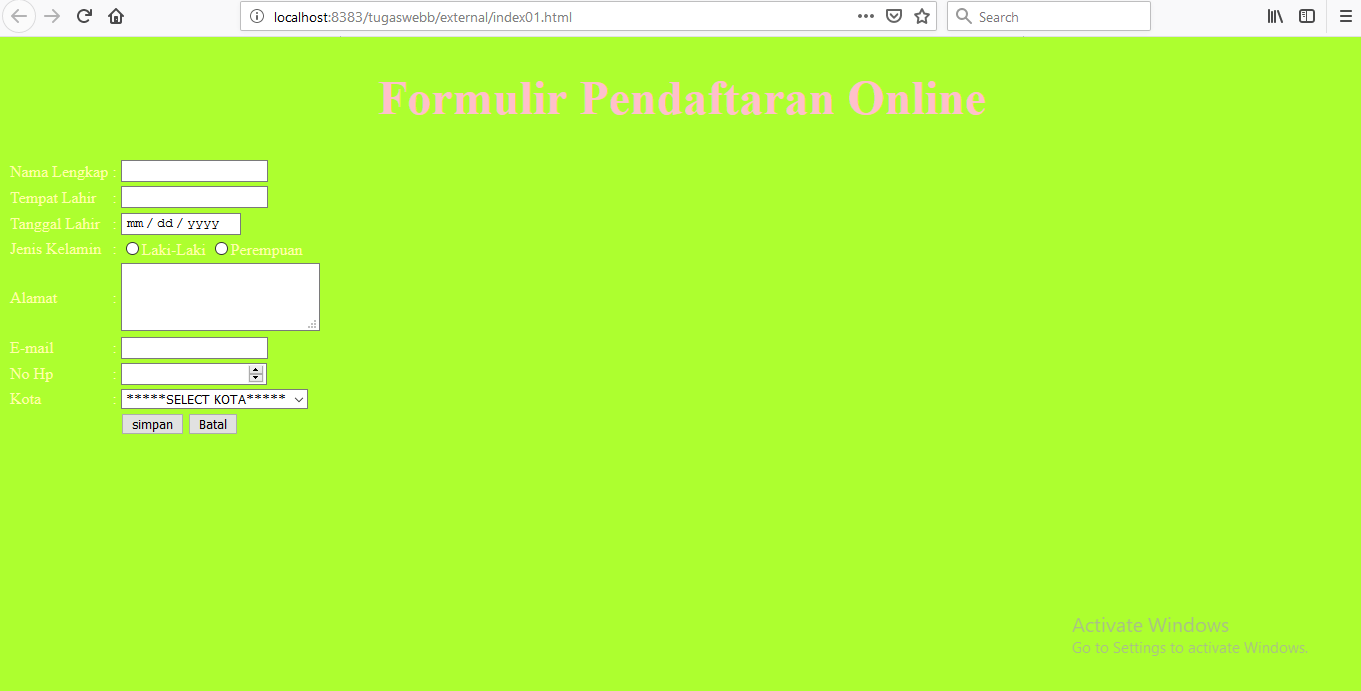 localhost:8383/tugaswebb/external/index01.html
Search
Formulir Pendaftaran Online
Nama Lengkap :
Tempat Lahir :
Tanggal Lahir : mm / dd / yyyy
Jenis Kelamin : Laki-Laki Perempuan
Alamat :
E-mail :
No Hp :
Kota : *****SELECT KOTA*****
simpan Batal
Activate Windows
Go to Settings to activate Windows.